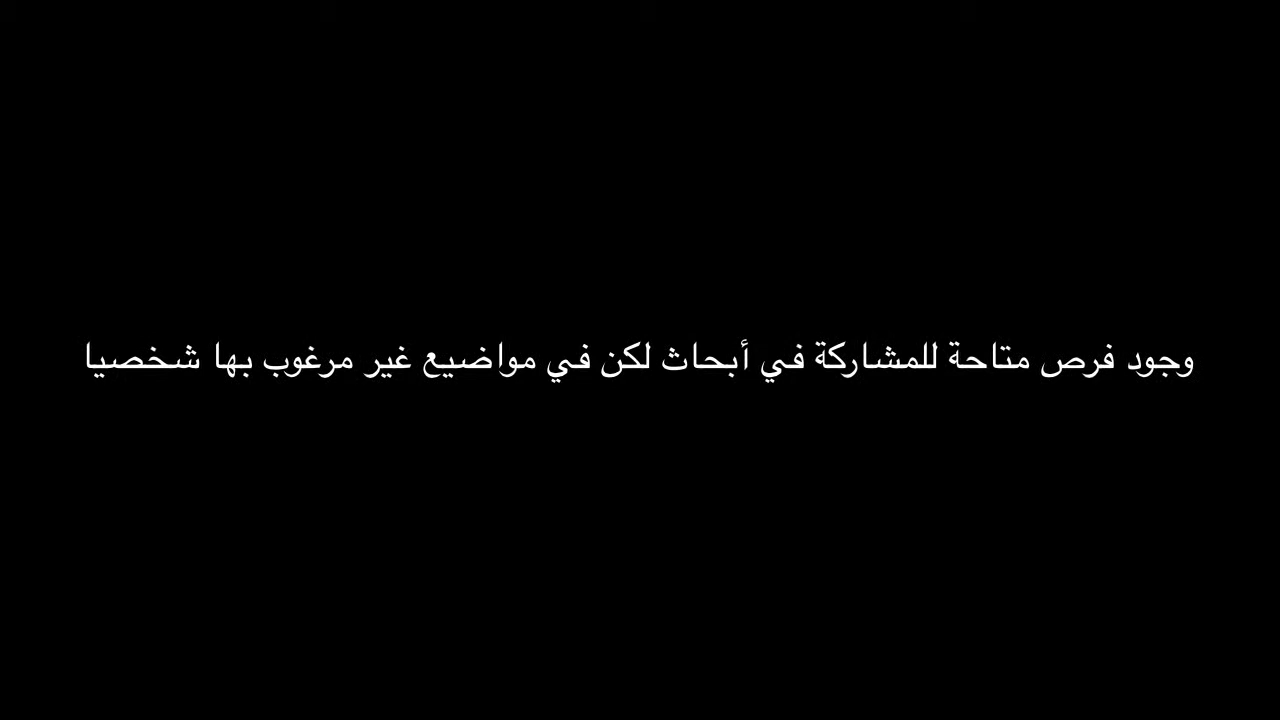 وجود فرص متاحة للمشاركة في أبحاث لكن في مواضيع غير مرغوب بها شخصيا